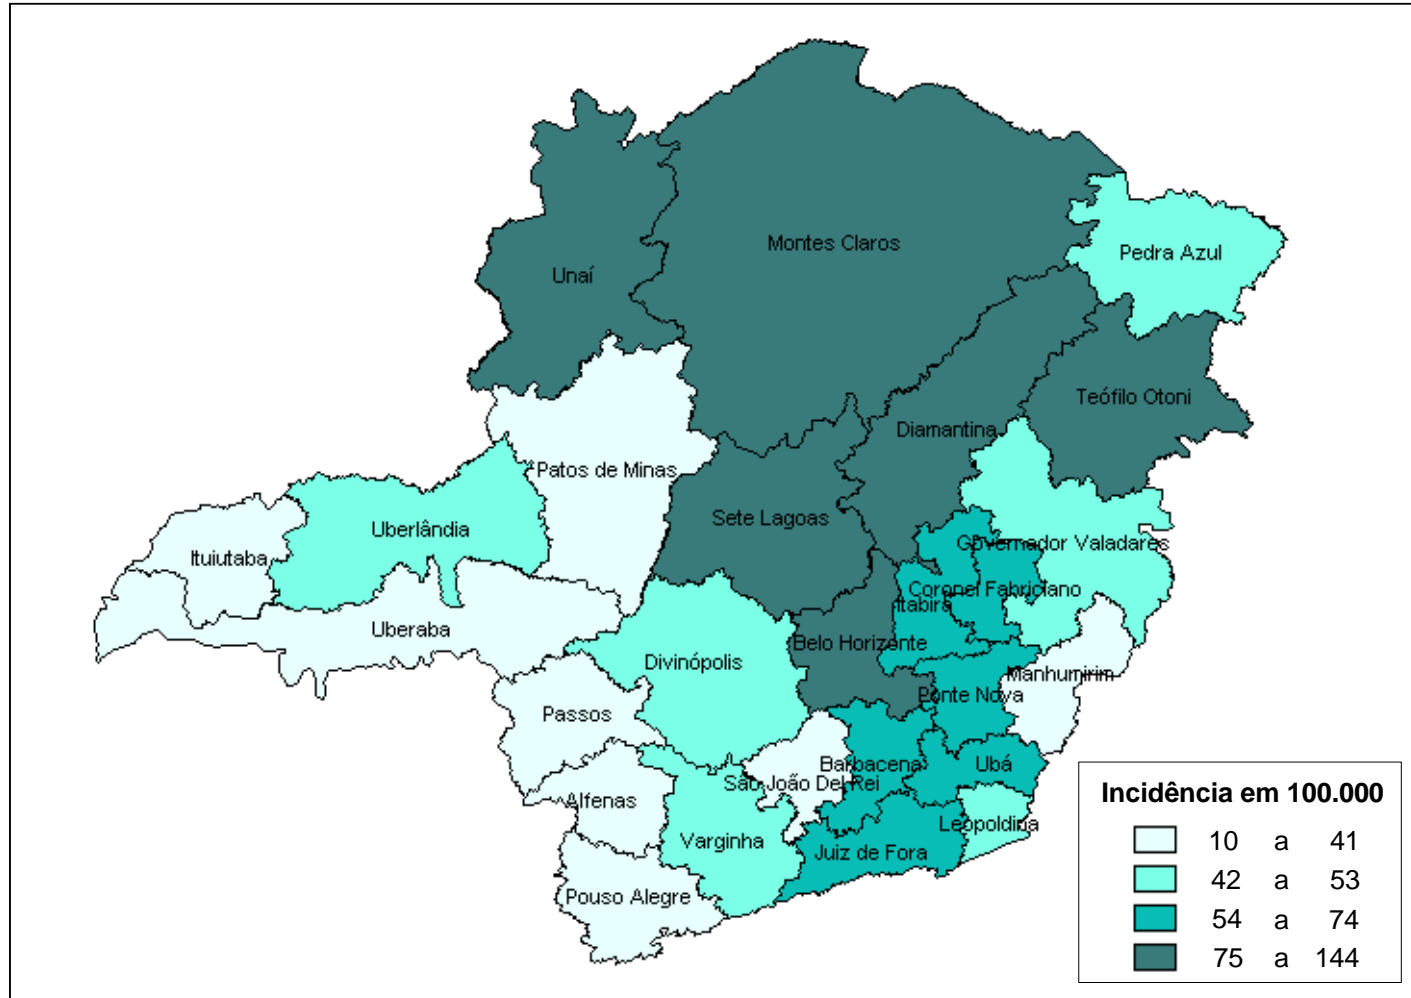 Montes Claros
Pedra Azul
Unaí
Teófilo Otoni
Diamantina
Patos de Minas
Sete Lagoas
Uberlândia
Governador Valadares
Ituiutaba
Coronel Fabriciano
Itabira
Uberaba
Belo Horizonte
Divinópolis
Manhumirim
Ponte Nova
Passos
Barbacena
Ubá
São João Del Rei
Alfenas
Leopoldina
Varginha
Juiz de Fora
Pouso Alegre
Incidência em 100.000
10 a 41
42 a 53
54 a 74
75 a 144